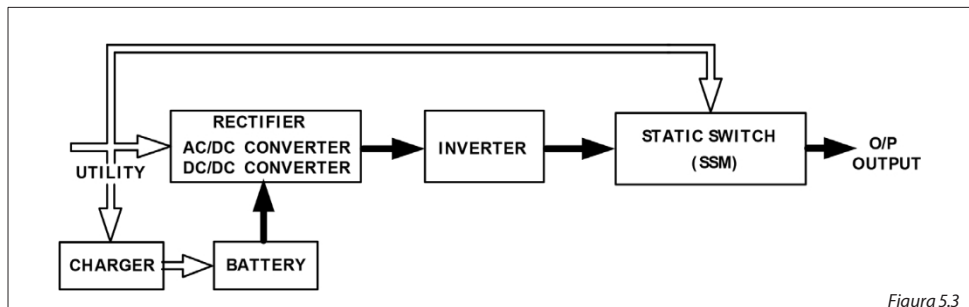 RECTIFIER
AC/DC CONVERTER
DC/DC CONVERTER
INVERTER
STATIC SWITCH
(SSM)
O/P
OUTPUT
UTILITY
CHARGER
BATTERY
Figura 5.3